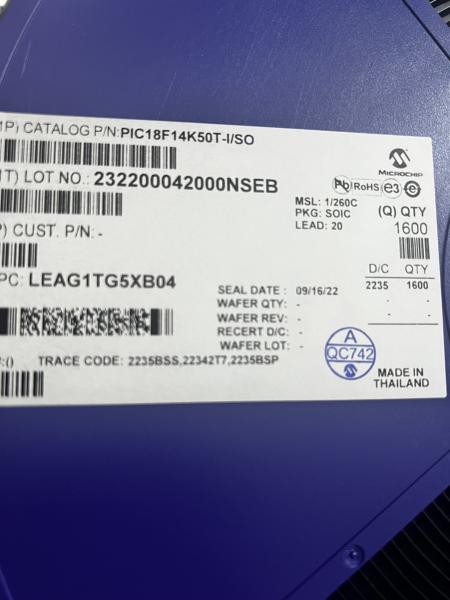 1P) CATALOG P/N:PIC18F14K50T-I/SO
MICROCHIP
1T) LOT NO.: 232200042000NSEB
Pb RoHS e3 e
MSL: 1/260C
PKG: SOIC
LEAD: 20
(Q) QTY
1600
P) CUST. P/N: -
D/C QTY
2235 1600
- -
- -
PC: LEAG1TG5XB04
SEAL DATE : 09/16/22
WAFER QTY: -
WAFER REV: -
RECERT D/C: -
WAFER LOT: -
A
QC742
MADE IN
THAILAND
:() TRACE CODE: 2235BSS,22342T7,2235BSP